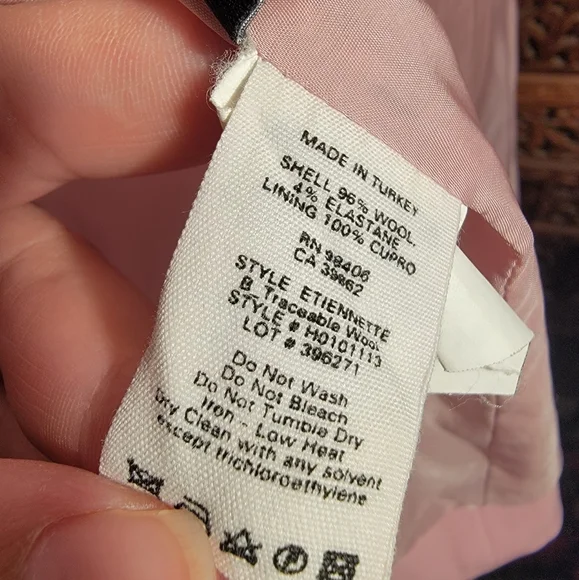 MADE IN TURKEY
SHELL 96% WOOL,
4% ELASTANE
LINING 100% CUPRO
RN 98406
CA 39862
STYLE ETIENNETTE
B Traceable Wool
STYLE # H0101113
LOT # 396271
Do Not Wash
Do Not Bleach
Do Not Tumble Dry
Iron - Low Heat
Dry Clean with any solvent
except trichloroethylene